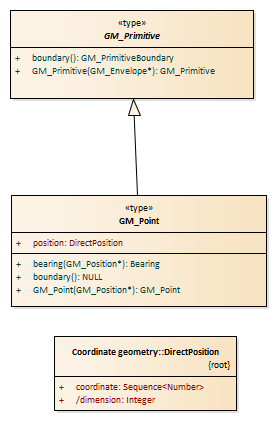 «type»
GM_Primitive
+ boundary(): GM_PrimitiveBoundary
+ GM_Primitive(GM_Envelope*): GM_Primitive
«type»
GM_Point
+ position: DirectPosition
+ bearing(GM_Position*): Bearing
+ boundary(): NULL
+ GM_Point(GM_Position*): GM_Point
Coordinate geometry::DirectPosition
{root}
+ coordinate: Sequence<Number>
+ /dimension: Integer